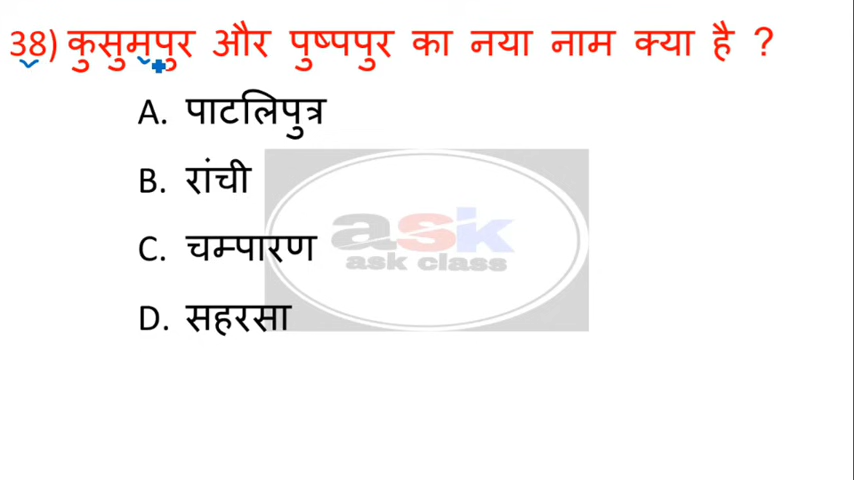 38) कुसुमपुर और पुष्पपुर का नया नाम क्या है ?
A. पाटलिपुत्र
B. रांची
C. चम्पारण
D. सहरसा
ask
ask class